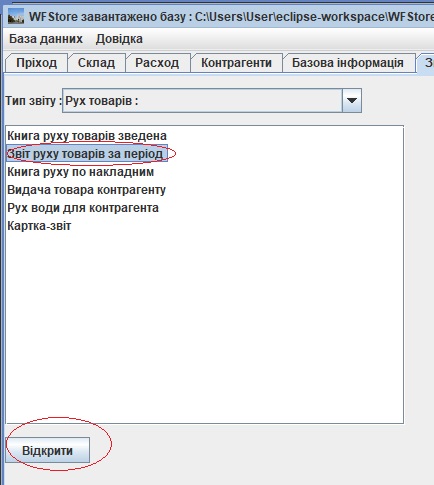 WFStore завантажено базу : C:\Users\User\eclipse-workspace\WFStore
База данних Довідка
Пріход Склад Расход Контрагенти Базова інформація
Тип звіту : Рух товарів :
Книга руху товарів зведена
Звіт руху товарів за період
Книга руху по накладним
Видача товара контрагенту
Рух води для контрагента
Картка-звіт
Відкрити